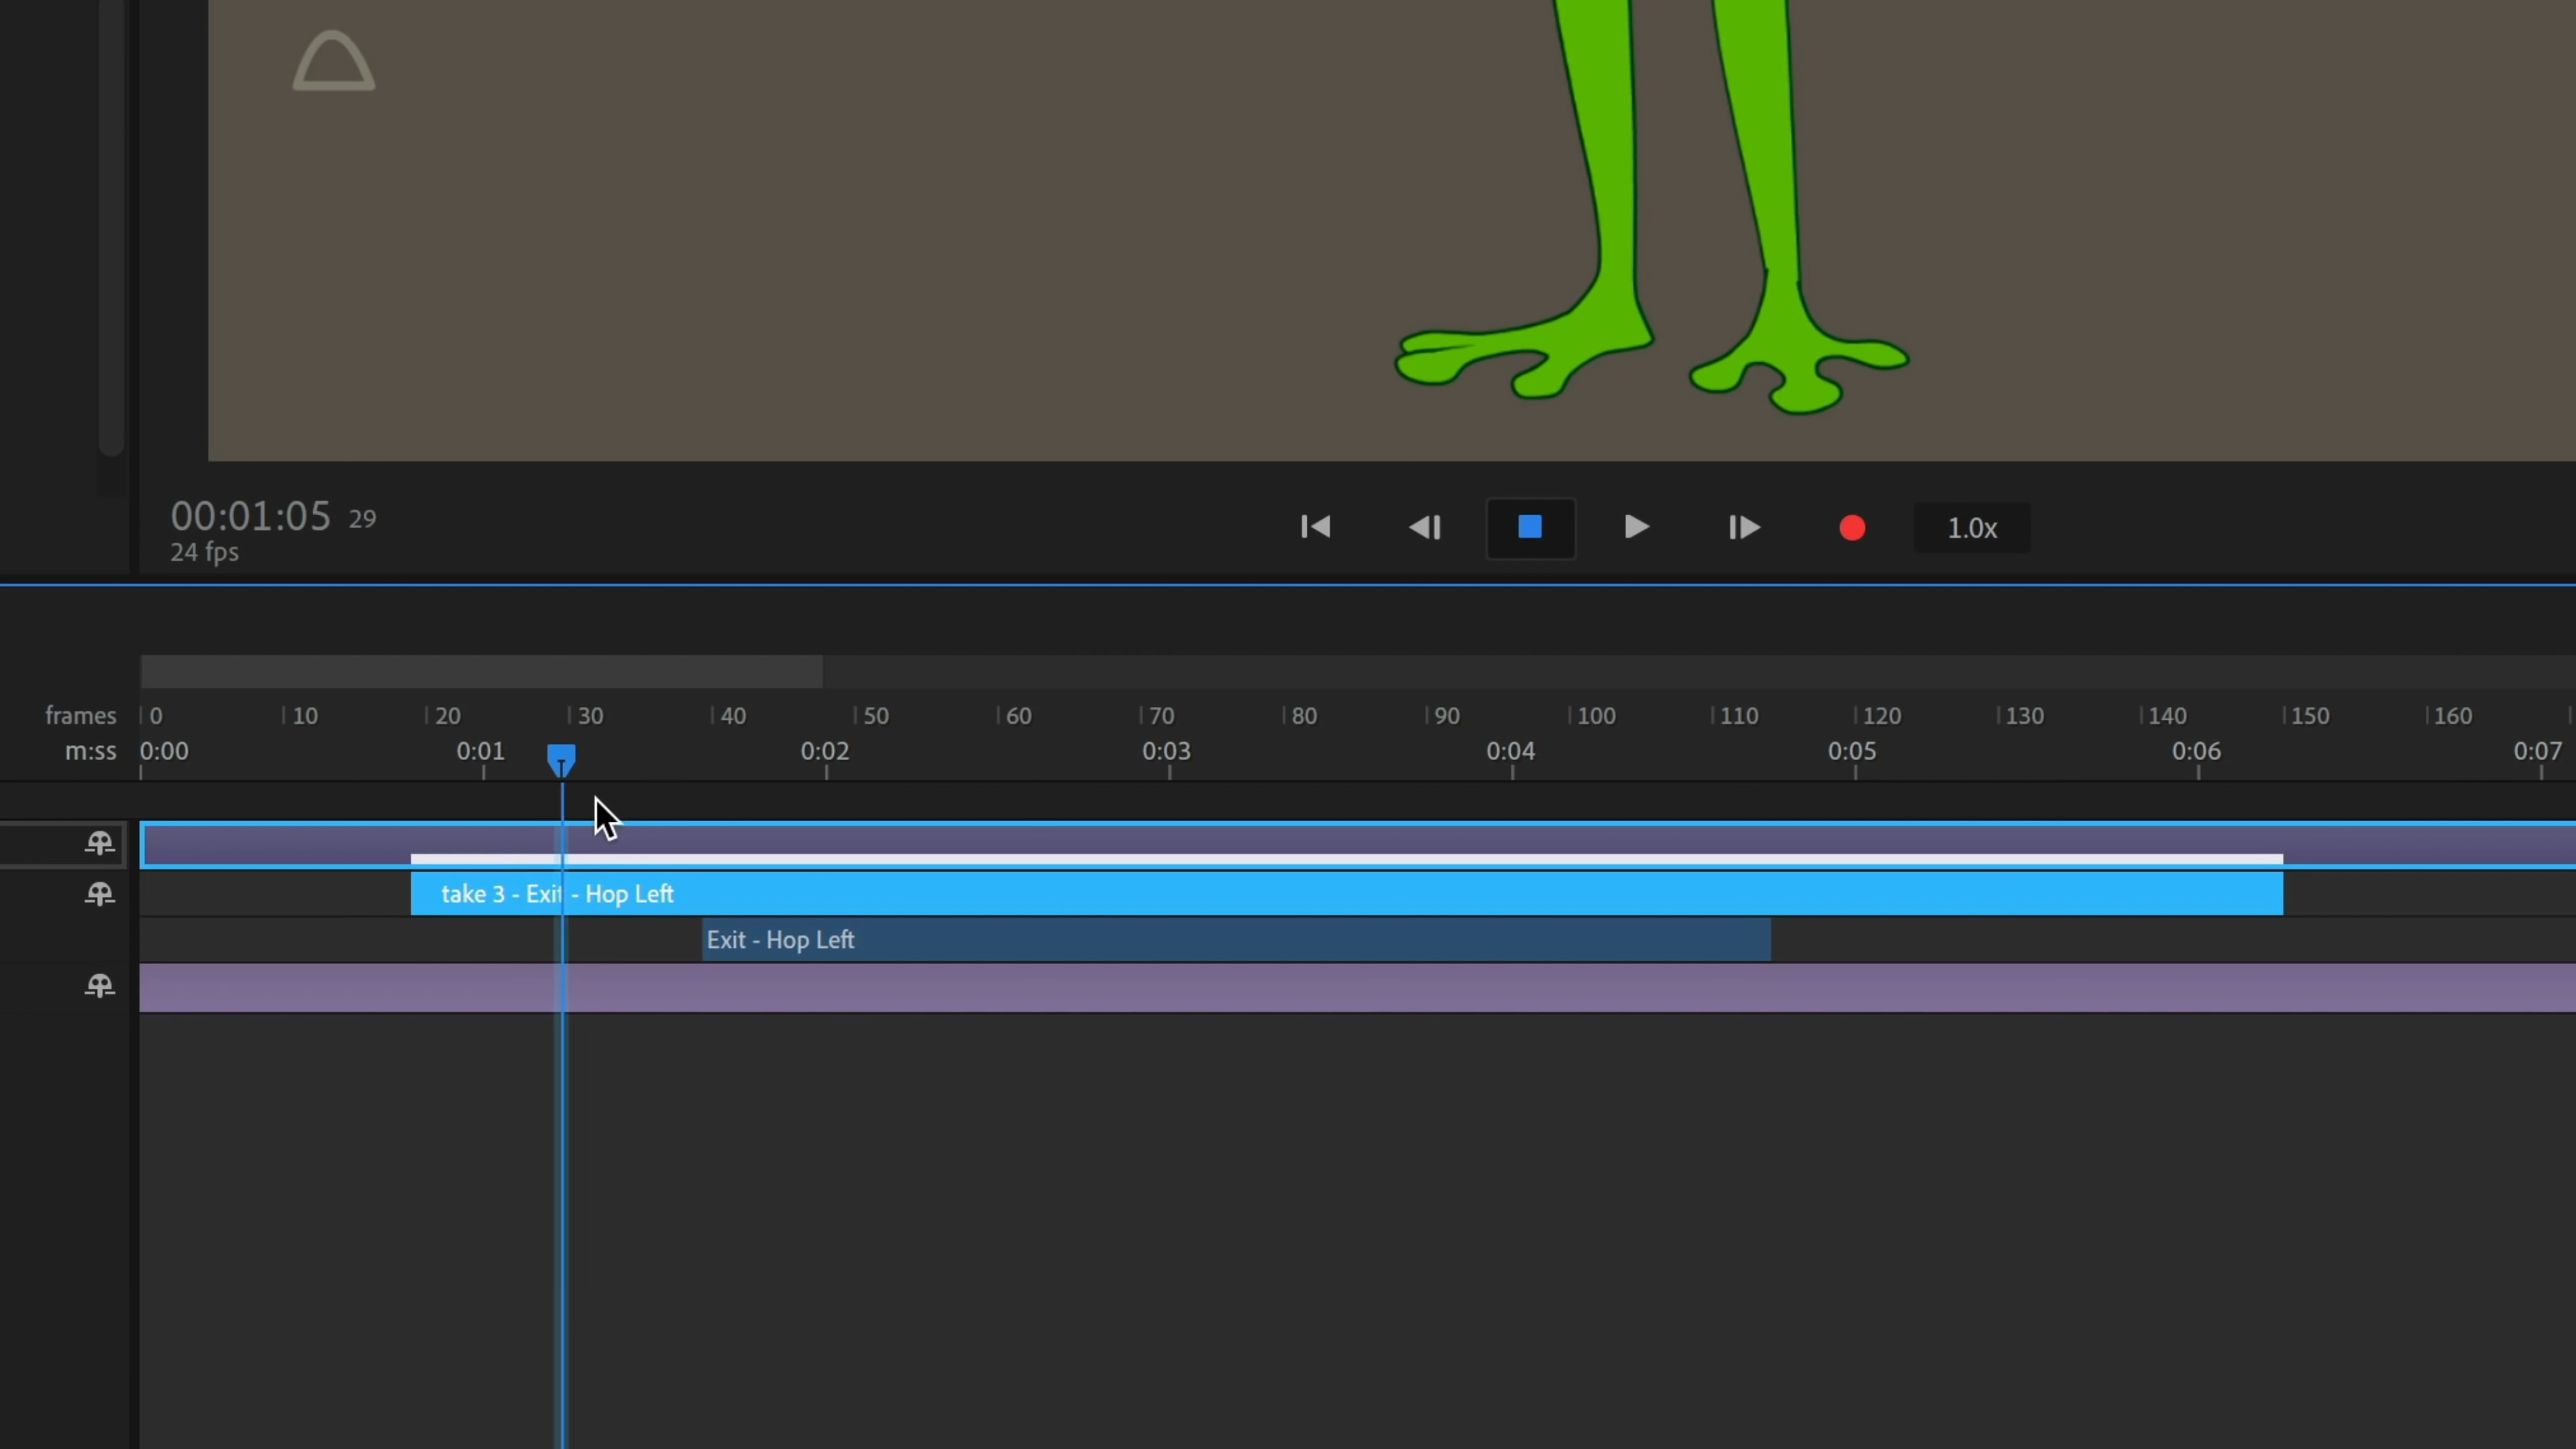 00:01:05 29
24 fps
1.0x
frames 0 10 20 30 40 50 60 70 80 90 100 110 120 130 140 150 160
m:ss 0:00 0:01 0:02 0:03 0:04 0:05 0:06 0:07
take 3 - Exit - Hop Left
Exit - Hop Left